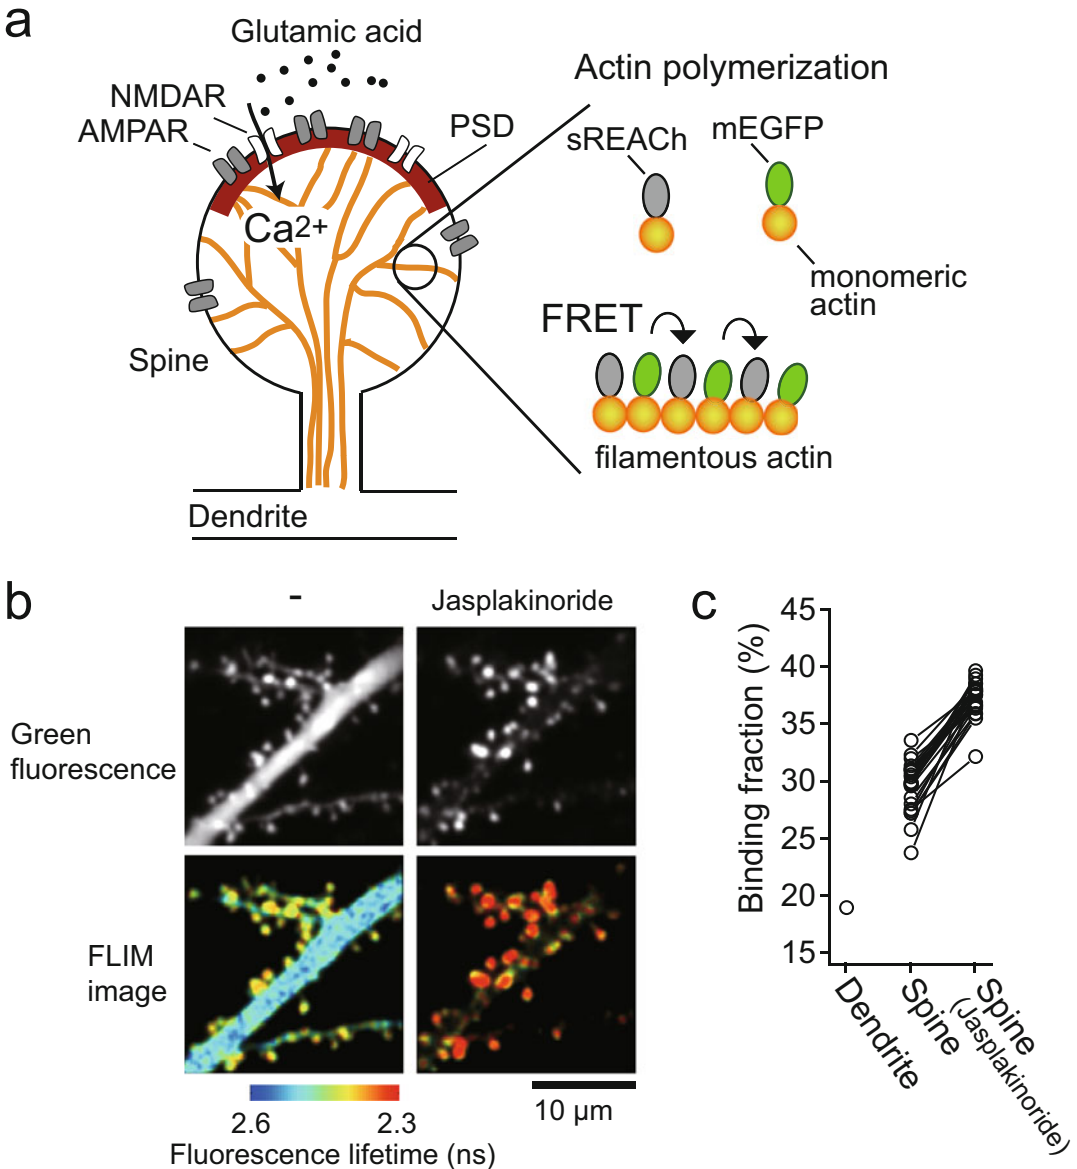 a
Glutamic acid
NMDAR
AMPAR
PSD
Ca2+
Spine
Dendrite
Actin polymerization
sREACh
mEGFP
monomeric
actin
FRET
filamentous actin
b
-
Jasplakinoride
Green
fluorescence
FLIM
image
2.6
2.3
Fluorescence lifetime (ns)
10 µm
c
Binding fraction (%)
45
40
35
30
25
20
15
Dendrite
Spine
Spine
(Jasplakinoride)